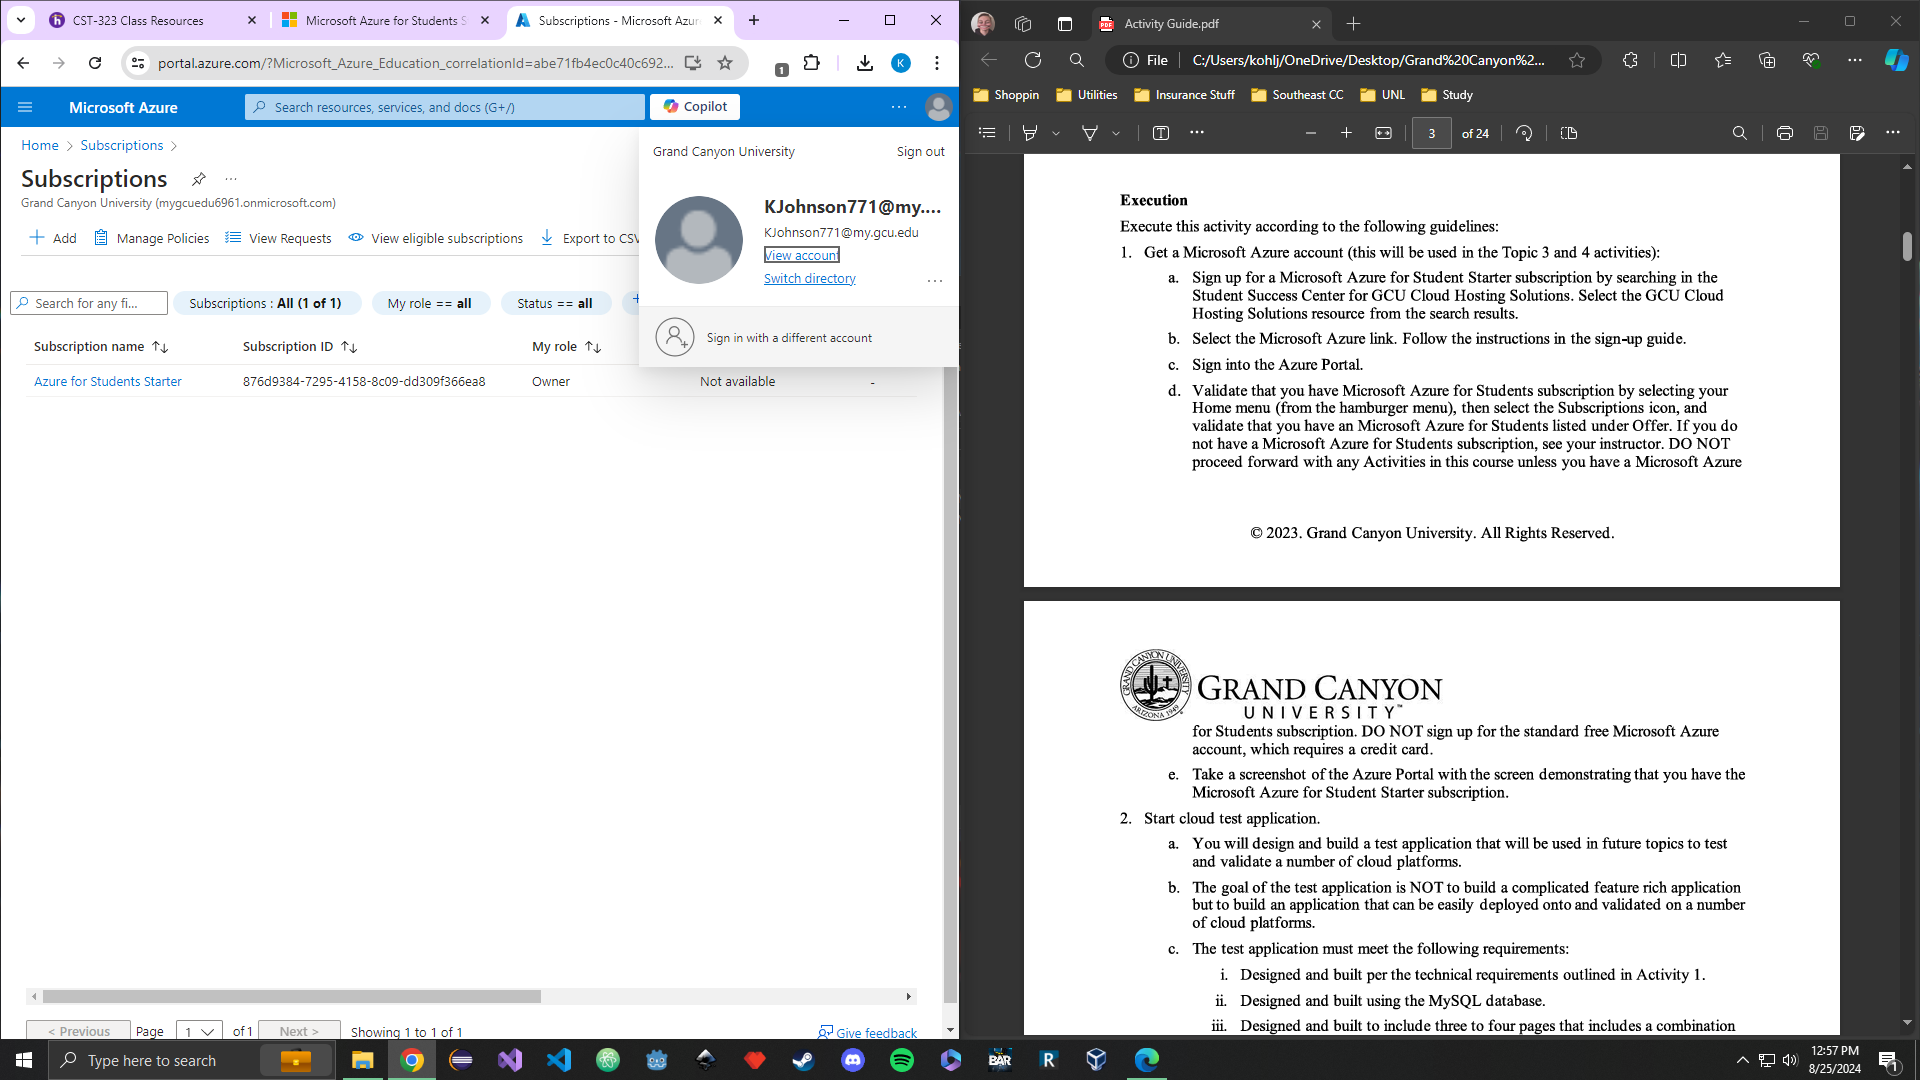 CST-323 Class Resources
Microsoft Azure for Students S
Subscriptions - Microsoft Azur
portal.azure.com/?Microsoft_Azure_Education_correlationId=abe71fb4ec0c40c692...
1
K
Microsoft Azure
Search resources, services, and docs (G+/)
Copilot
Home > Subscriptions >
Subscriptions
Grand Canyon University (mygcuedu6961.onmicrosoft.com)
Add
Manage Policies
View Requests
View eligible subscriptions
Export to CSV
Search for any fi...
Subscriptions : All (1 of 1)
My role == all
Status == all
Subscription name
Subscription ID
My role
Azure for Students Starter
876d9384-7295-4158-8c09-dd309f366ea8
Owner
Not available
-
Grand Canyon University
Sign out
KJohnson771@my....
KJohnson771@my.gcu.edu
View account
Switch directory
Sign in with a different account
< Previous
Page
1
of 1
Next >
Showing 1 to 1 of 1
Give feedback
Activity Guide.pdf
File
C:/Users/kohlj/OneDrive/Desktop/Grand%20Canyon%2...
Shoppin
Utilities
Insurance Stuff
Southeast CC
UNL
Study
3
of 24
Execution
Execute this activity according to the following guidelines:
1. Get a Microsoft Azure account (this will be used in the Topic 3 and 4 activities):
a. Sign up for a Microsoft Azure for Student Starter subscription by searching in the
Student Success Center for GCU Cloud Hosting Solutions. Select the GCU Cloud
Hosting Solutions resource from the search results.
b. Select the Microsoft Azure link. Follow the instructions in the sign-up guide.
c. Sign into the Azure Portal.
d. Validate that you have Microsoft Azure for Students subscription by selecting your
Home menu (from the hamburger menu), then select the Subscriptions icon, and
validate that you have an Microsoft Azure for Students listed under Offer. If you do
not have a Microsoft Azure for Students subscription, see your instructor. DO NOT
proceed forward with any Activities in this course unless you have a Microsoft Azure
© 2023. Grand Canyon University. All Rights Reserved.
GRAND CANYON UNIVERSITY
ARIZONA 1949
GRAND CANYON
UNIVERSITY™
for Students subscription. DO NOT sign up for the standard free Microsoft Azure
account, which requires a credit card.
e. Take a screenshot of the Azure Portal with the screen demonstrating that you have the
Microsoft Azure for Student Starter subscription.
2. Start cloud test application.
a. You will design and build a test application that will be used in future topics to test
and validate a number of cloud platforms.
b. The goal of the test application is NOT to build a complicated feature rich application
but to build an application that can be easily deployed onto and validated on a number
of cloud platforms.
c. The test application must meet the following requirements:
i. Designed and built per the technical requirements outlined in Activity 1.
ii. Designed and built using the MySQL database.
iii. Designed and built to include three to four pages that includes a combination
Type here to search
BAR
R
12:57 PM
8/25/2024
1